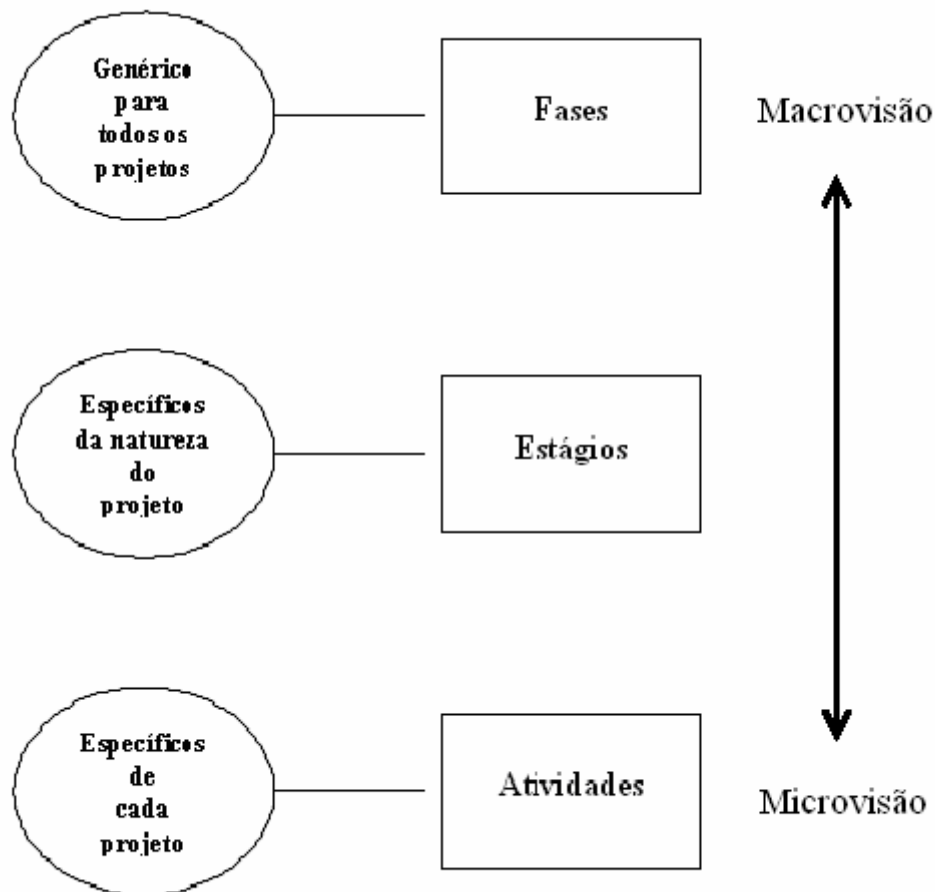 Genérico
para
todos os
projetos
Fases
Macrovisão
Específicos
da natureza
do
projeto
Estágios
Específicos
de
cada
projeto
Atividades
Microvisão